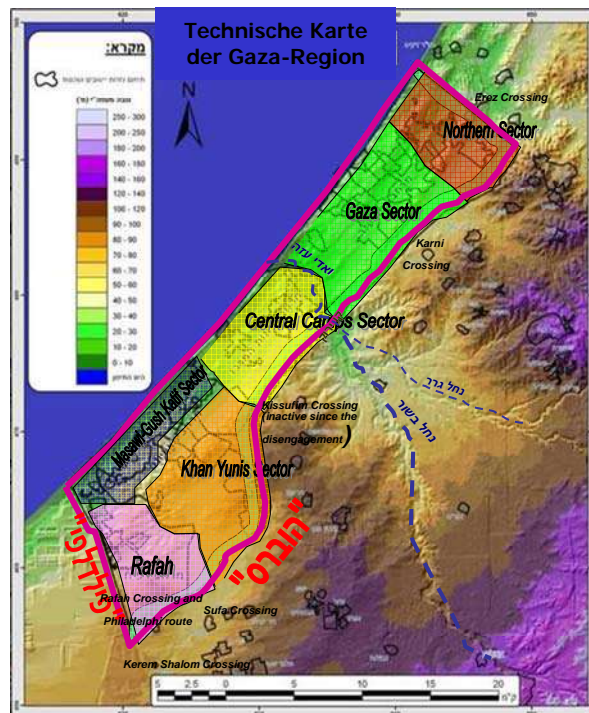 Technische Karte
der Gaza-Region
מקרא:
250 - 300
200 - 250
180 - 200
160 - 180
140 - 160
120 - 140
100 - 120
90 - 100
80 - 90
70 - 80
60 - 70
50 - 60
40 - 50
30 - 40
20 - 30
10 - 20
0 - 10
N
Erez Crossing
Northern Sector
Gaza Sector
Karni
Crossing
ואדי עזה
Central Camps Sector
נחל גרר
נחל בשור
Masawi Gush Katif Sector
Kissufim Crossing
(inactive since the
disengagement)
Khan Yunis Sector
"הוברס"
"פילדלפי"
Rafah
Rafah Crossing and
Philadelphi route
Sufa Crossing
Kerem Shalom Crossing
5 2.5 0 5 10 15 20
ק"מ